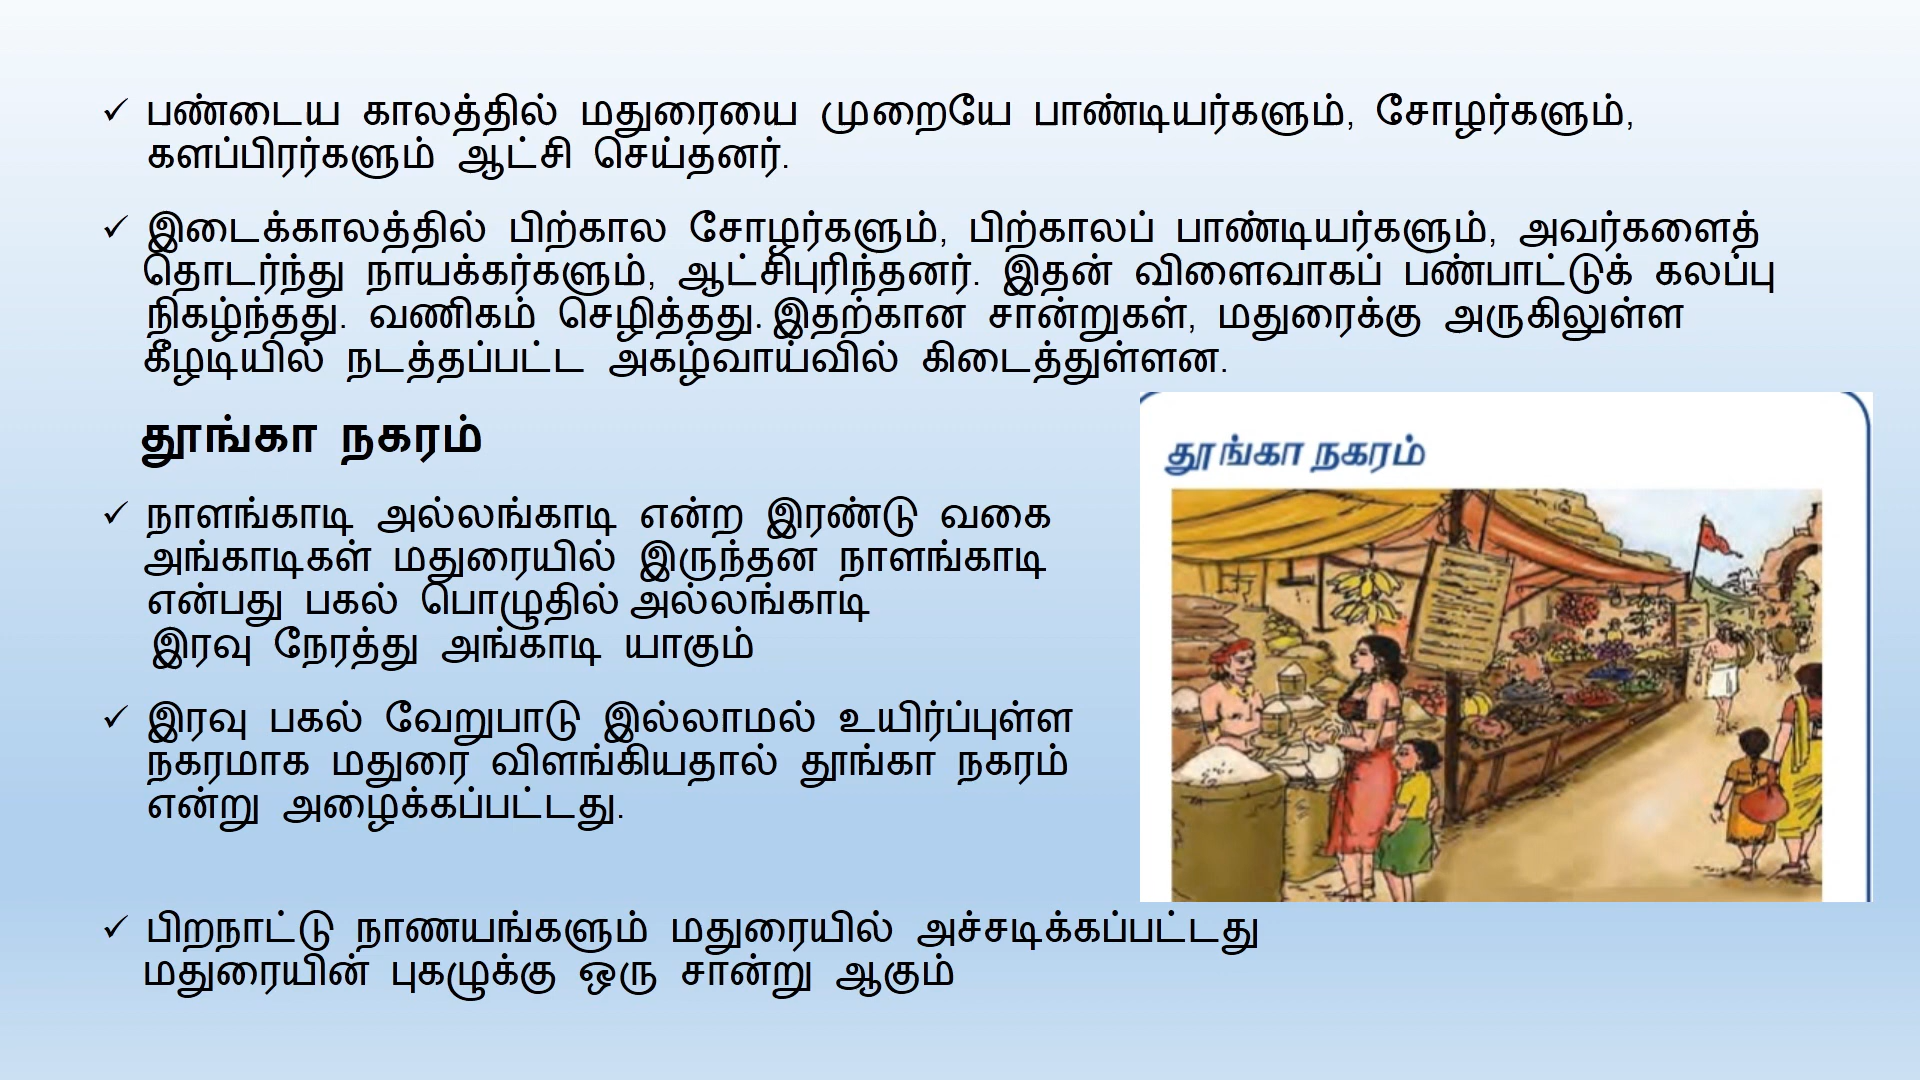 ✓ பண்டைய காலத்தில் மதுரையை முறையே பாண்டியர்களும், சோழர்களும்,
களப்பிரர்களும் ஆட்சி செய்தனர்.
✓ இடைக்காலத்தில் பிற்கால சோழர்களும், பிற்காலப் பாண்டியர்களும், அவர்களைத்
தொடர்ந்து நாயக்கர்களும், ஆட்சிபுரிந்தனர். இதன் விளைவாகப் பண்பாட்டுக் கலப்பு
நிகழ்ந்தது. வணிகம் செழித்தது. இதற்கான சான்றுகள், மதுரைக்கு அருகிலுள்ள
கீழடியில் நடத்தப்பட்ட அகழ்வாய்வில் கிடைத்துள்ளன.
தூங்கா நகரம்
✓ நாளங்காடி அல்லங்காடி என்ற இரண்டு வகை
அங்காடிகள் மதுரையில் இருந்தன நாளங்காடி
என்பது பகல் பொழுதில் அல்லங்காடி
இரவு நேரத்து அங்காடி யாகும்
✓ இரவு பகல் வேறுபாடு இல்லாமல் உயிர்ப்புள்ள
நகரமாக மதுரை விளங்கியதால் தூங்கா நகரம்
என்று அழைக்கப்பட்டது.
தூங்கா நகரம்
✓ பிறநாட்டு நாணயங்களும் மதுரையில் அச்சடிக்கப்பட்டது
மதுரையின் புகழுக்கு ஒரு சான்று ஆகும்